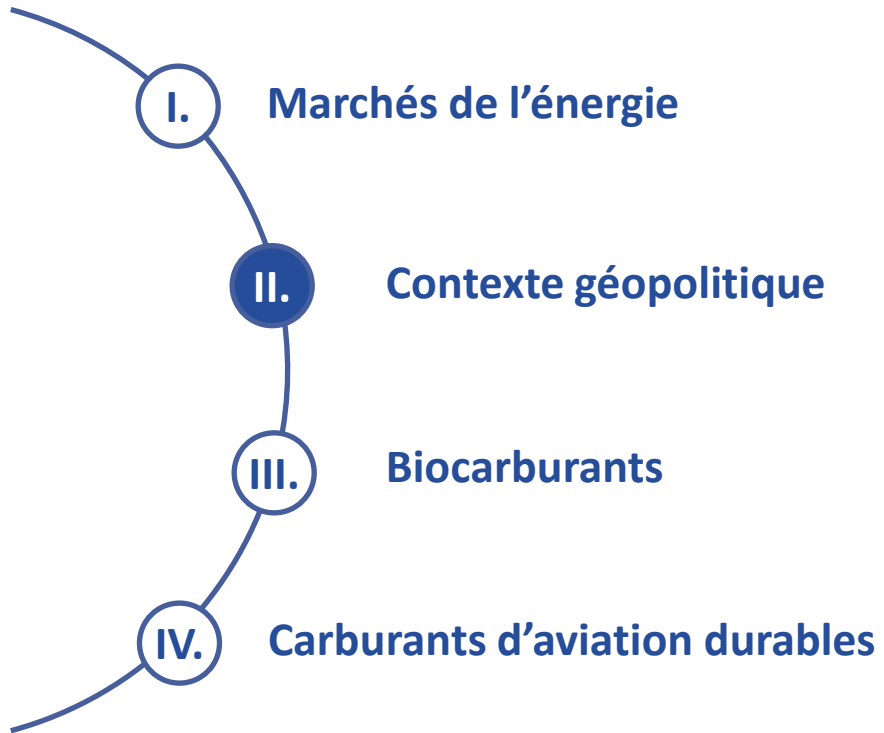 I. Marchés de l’énergie
II. Contexte géopolitique
III. Biocarburants
IV. Carburants d’aviation durables